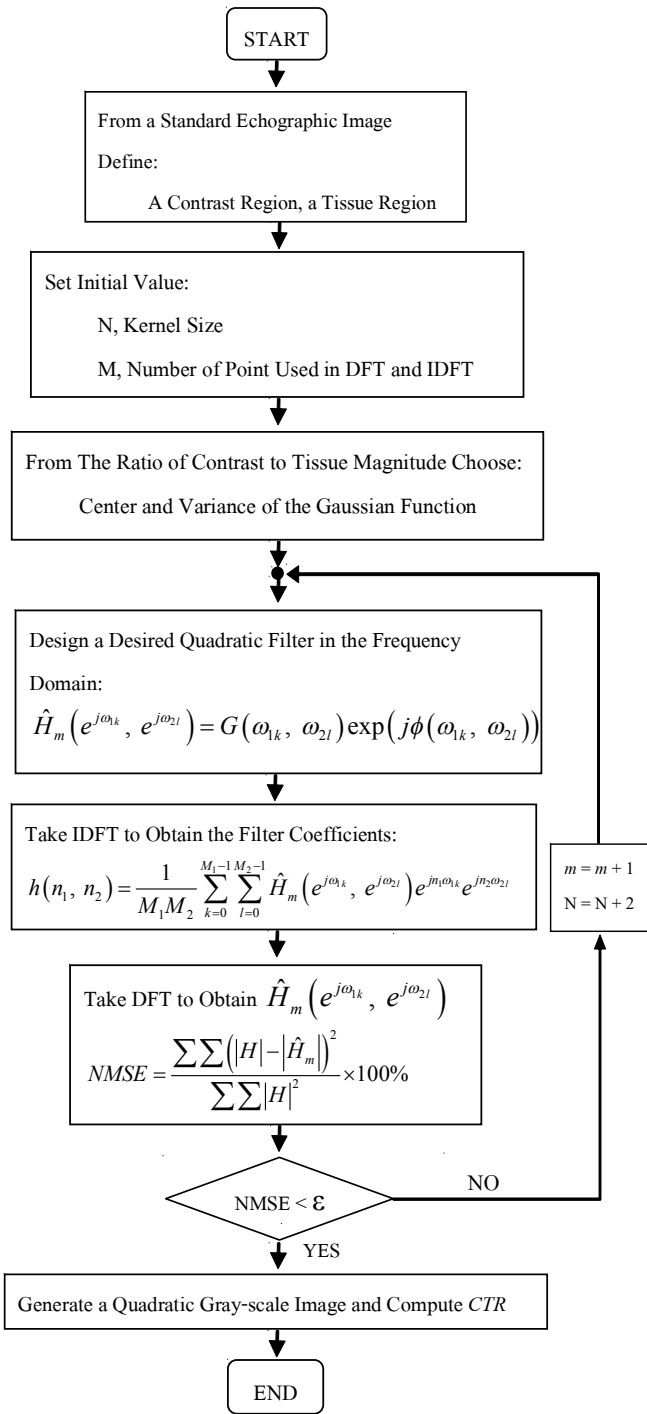 START
From a Standard Echographic Image
Define:
A Contrast Region, a Tissue Region
Set Initial Value:
N, Kernel Size
M, Number of Point Used in DFT and IDFT
From The Ratio of Contrast to Tissue Magnitude Choose:
Center and Variance of the Gaussian Function
Design a Desired Quadratic Filter in the Frequency
Domain:
Ĥ_m(e^{jω_{1k}}, e^{jω_{2l}}) = G(ω_{1k}, ω_{2l}) exp(jϕ(ω_{1k}, ω_{2l}))
Take IDFT to Obtain the Filter Coefficients:
h(n_1, n_2) = \frac{1}{M_1 M_2} ∑_{k=0}^{M_1−1} ∑_{l=0}^{M_2−1} Ĥ_m(e^{jω_{1k}}, e^{jω_{2l}}) e^{jn_1ω_{1k}} e^{jn_2ω_{2l}}
m = m + 1
N = N + 2
Take DFT to Obtain Ĥ_m(e^{jω_{1k}}, e^{jω_{2l}})
NMSE = \frac{∑∑(|H| − |Ĥ_m|)^2}{∑∑|H|^2} × 100%
NMSE < ε
NO
YES
Generate a Quadratic Gray-scale Image and Compute CTR
END